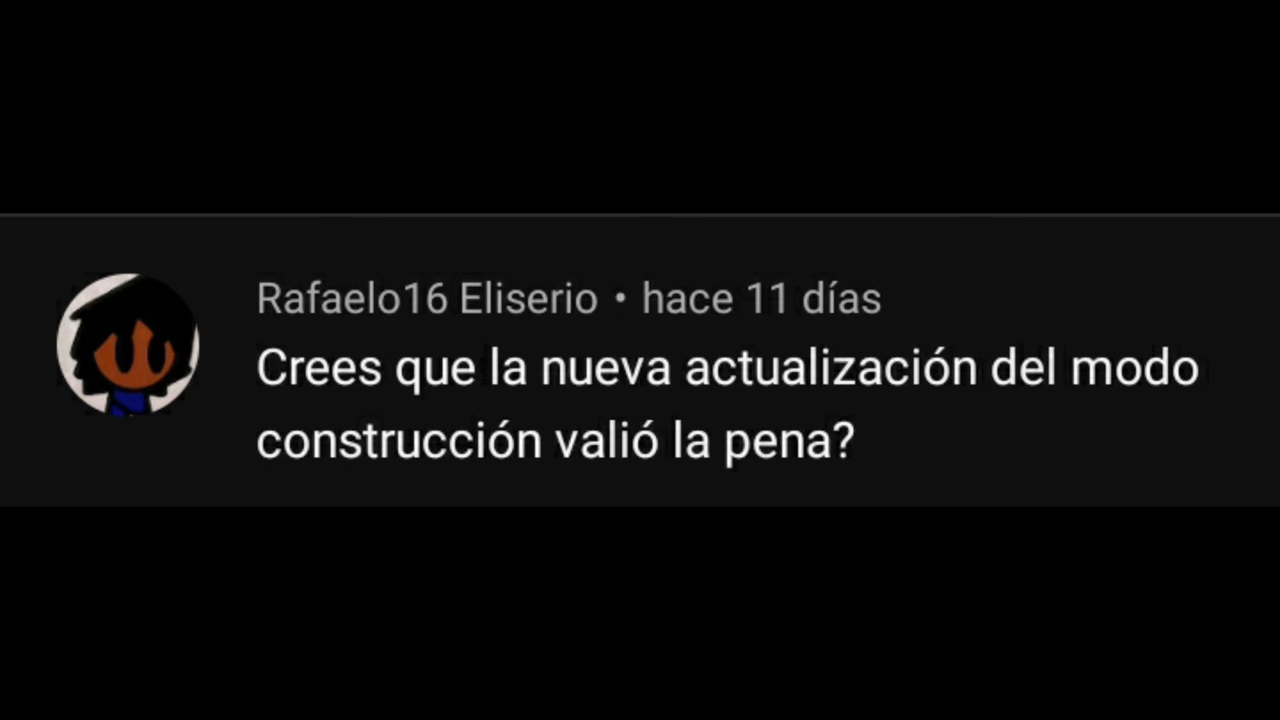 Rafaelo16 Eliserio • hace 11 días
Crees que la nueva actualización del modo
construcción valió la pena?